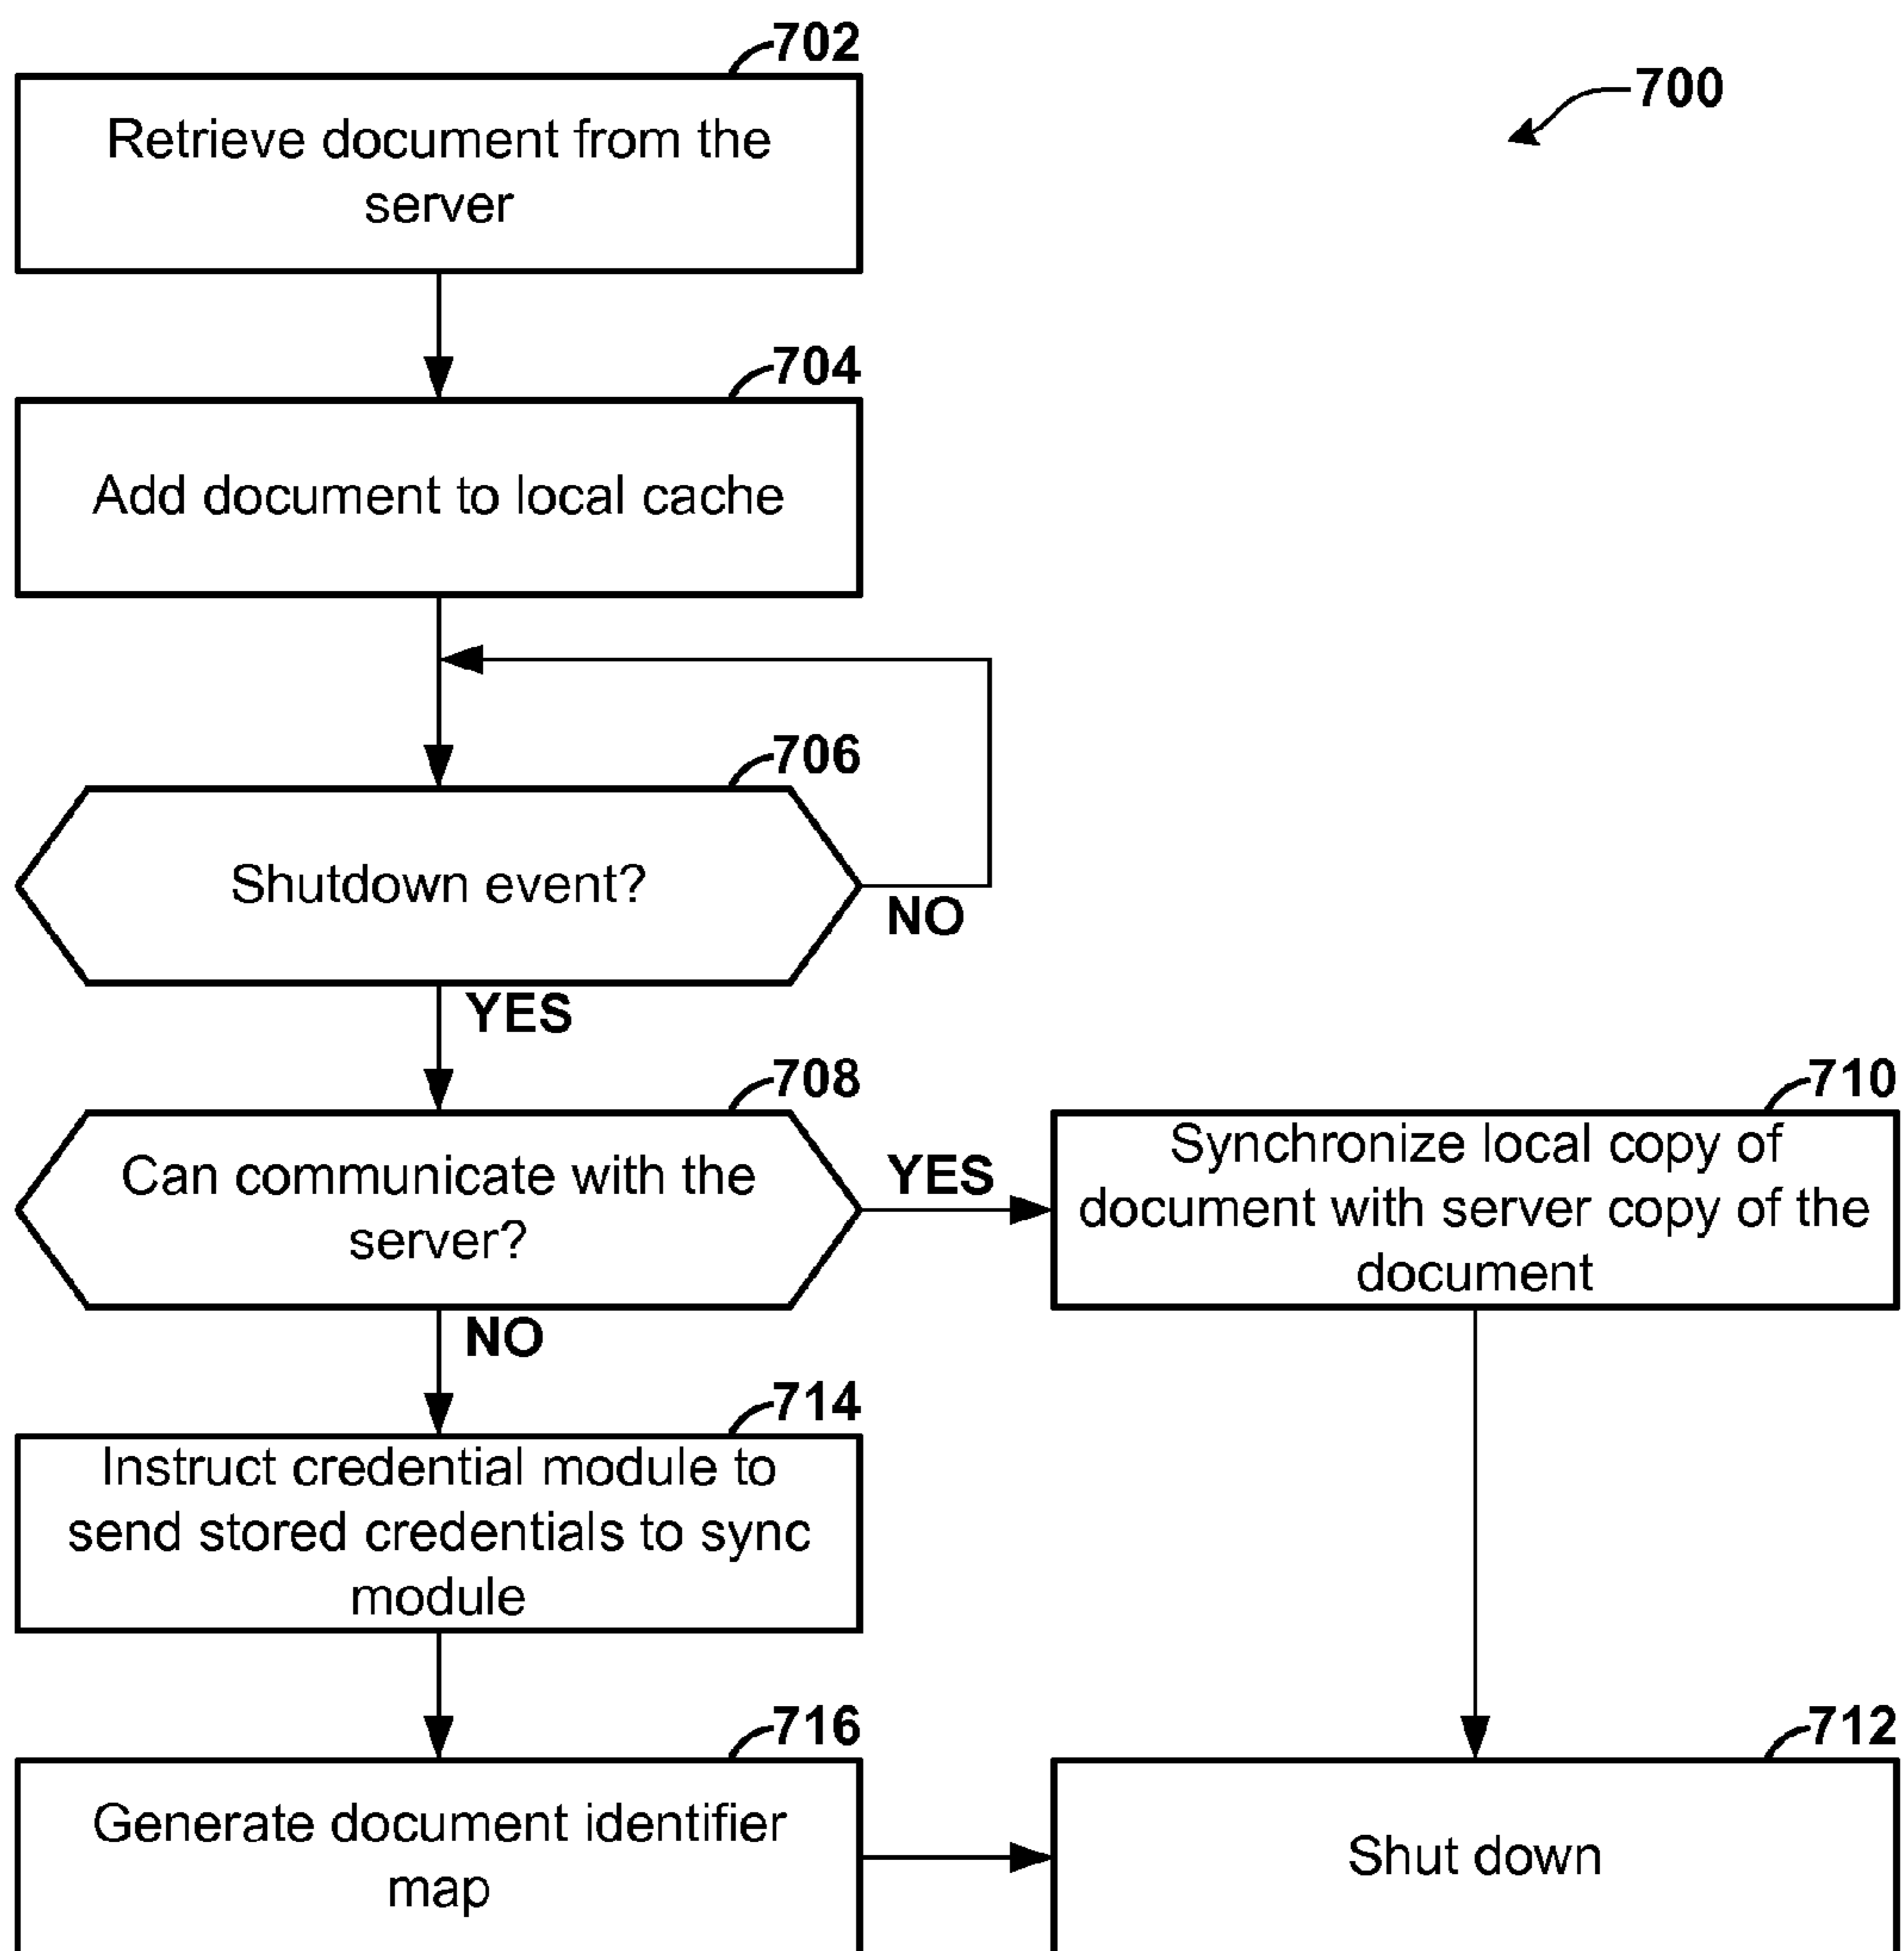 702
700
Retrieve document from the
server
704
Add document to local cache
706
Shutdown event?
NO
YES
708
710
Can communicate with the
server?
YES
Synchronize local copy of
document with server copy of the
document
NO
714
Instruct credential module to
send stored credentials to sync
module
716
712
Generate document identifier
map
Shut down